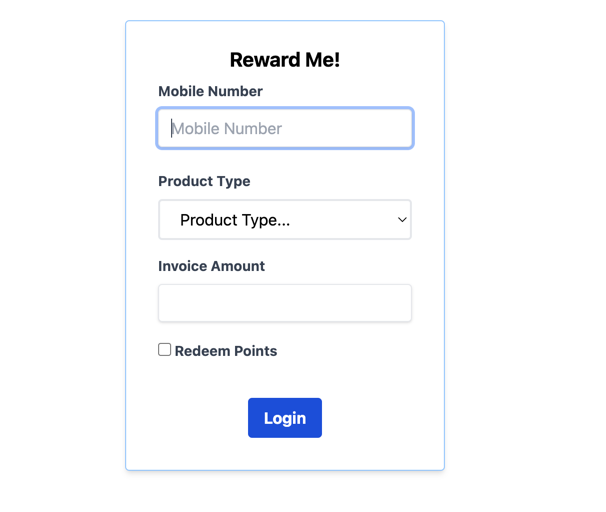 Reward Me!
Mobile Number
Mobile Number
Product Type
Product Type...
Invoice Amount
Redeem Points
Login